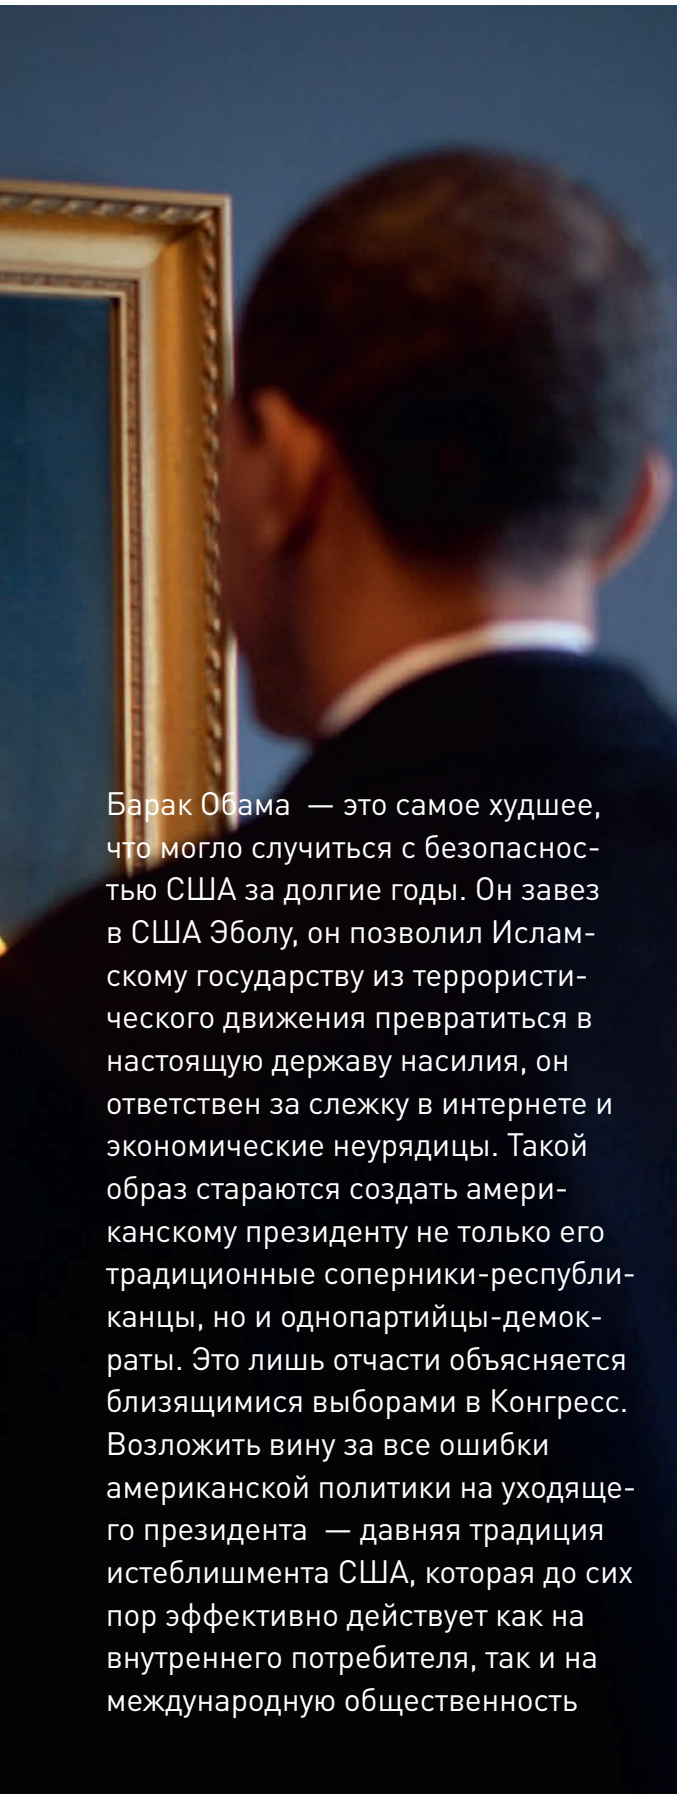 Барак Обама — это самое худшее,
что могло случиться с безопаснос-
тью США за долгие годы. Он завез
в США Эболу, он позволил Ислам-
скому государству из террористи-
ческого движения превратиться в
настоящую державу насилия, он
ответствен за слежку в интернете и
экономические неурядицы. Такой
образ стараются создать амери-
канскому президенту не только его
традиционные соперники-республи-
канцы, но и однопартийцы-демок-
раты. Это лишь отчасти объясняется
близящимися выборами в Конгресс.
Возложить вину за все ошибки
американской политики на уходяще-
го президента — давняя традиция
истеблишмента США, которая до сих
пор эффективно действует как на
внутреннего потребителя, так и на
международную общественность